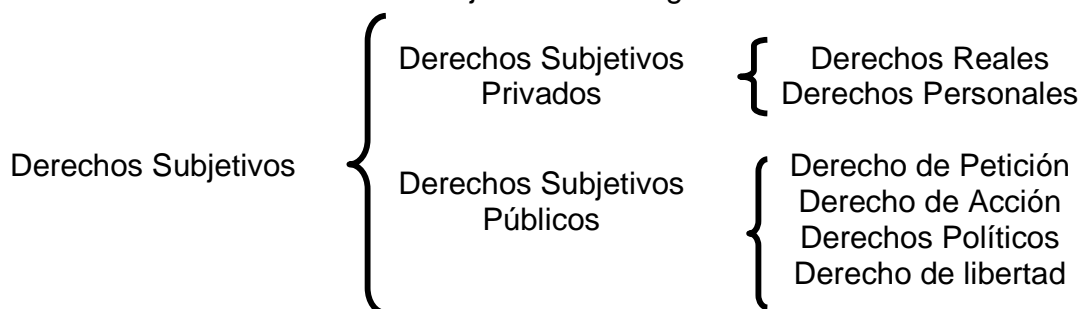 Derechos Subjetivos
Privados
Derechos Reales
Derechos Personales
Derechos Subjetivos
Derechos Subjetivos
Públicos
Derecho de Petición
Derecho de Acción
Derechos Políticos
Derecho de libertad